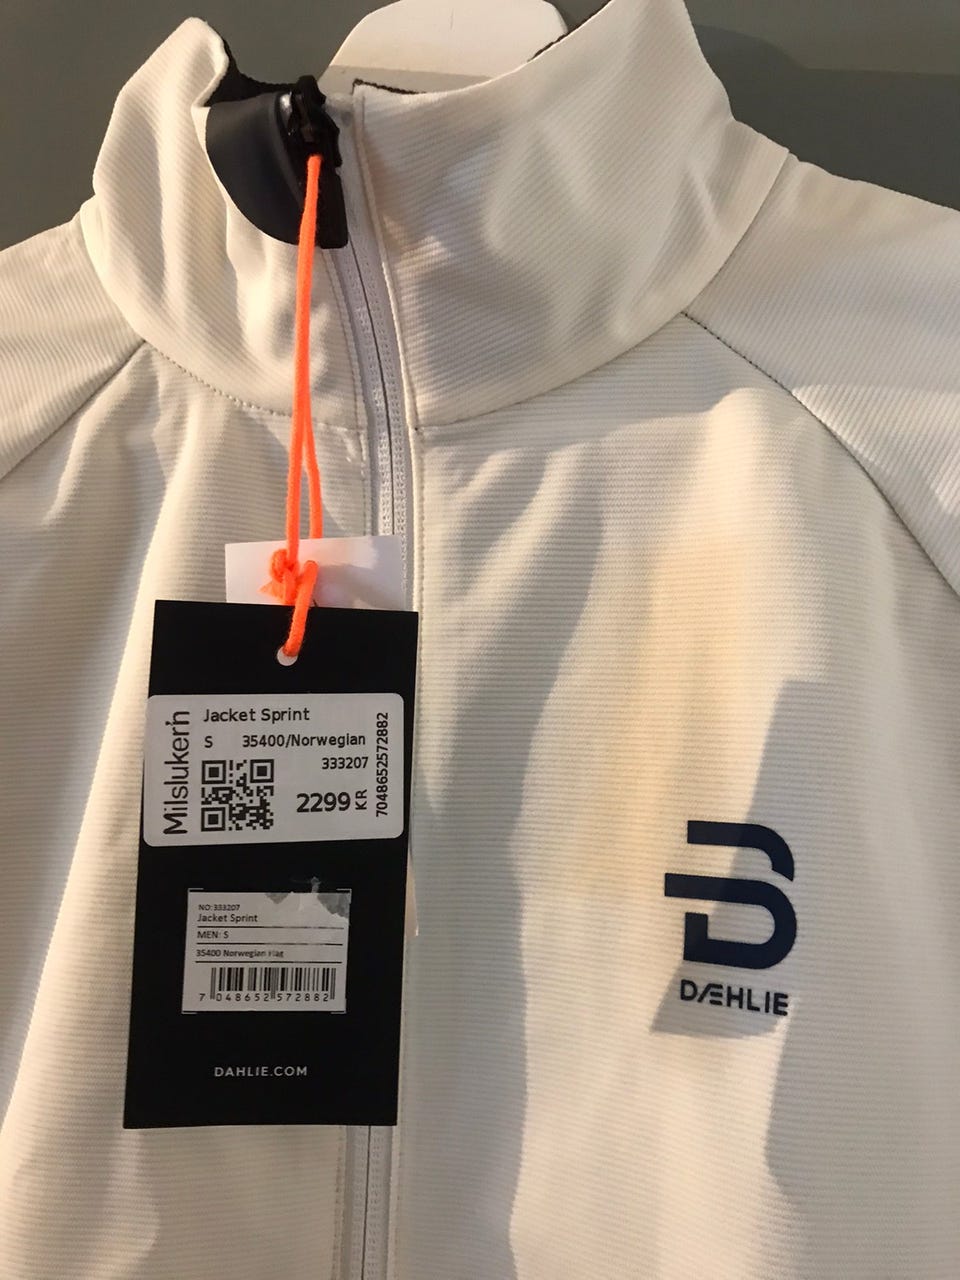 Milsluker'n
Jacket Sprint
S 35400/Norwegian
333207
2299 KR
7048652572882
NO:333207
Jacket Sprint
MEN: S
35400 Norwegian Flag
7 048652 572882
DAHLIE.COM
DÆHLIE